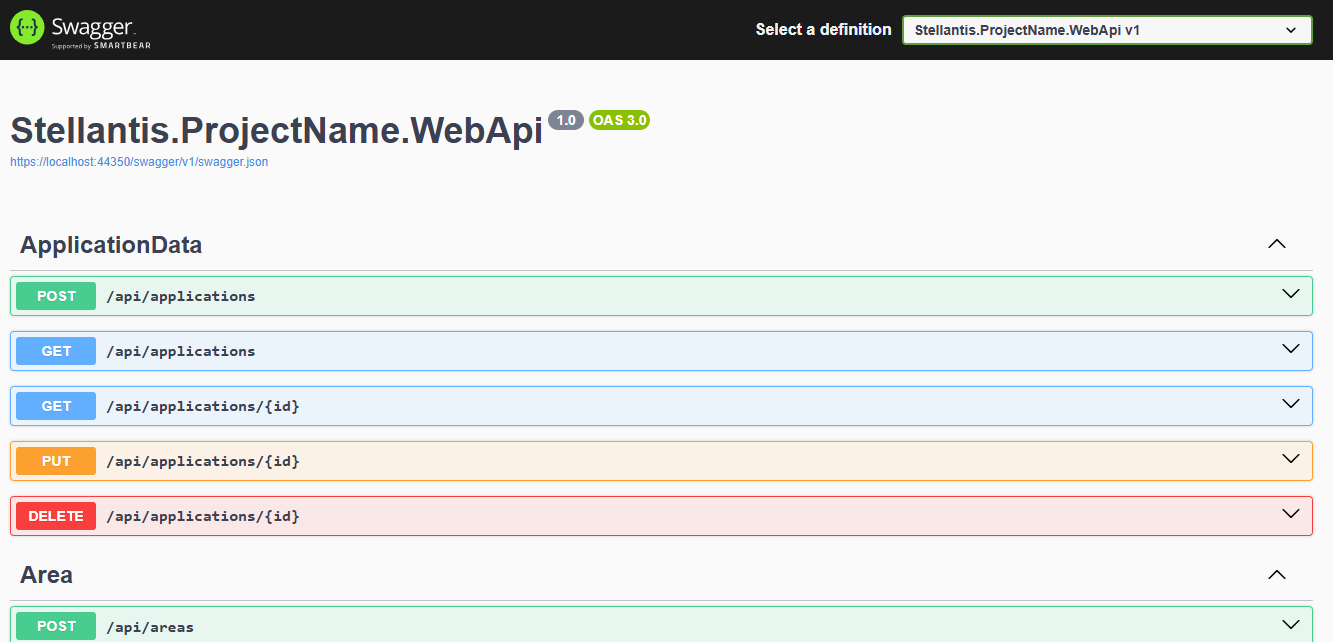 Swagger.
Supported by SMARTBEAR
Select a definition
Stellantis.ProjectName.WebApi v1
Stellantis.ProjectName.WebApi 1.0 OAS 3.0
https://localhost:44350/swagger/v1/swagger.json
ApplicationData
POST /api/applications
GET /api/applications
GET /api/applications/{id}
PUT /api/applications/{id}
DELETE /api/applications/{id}
Area
POST /api/areas